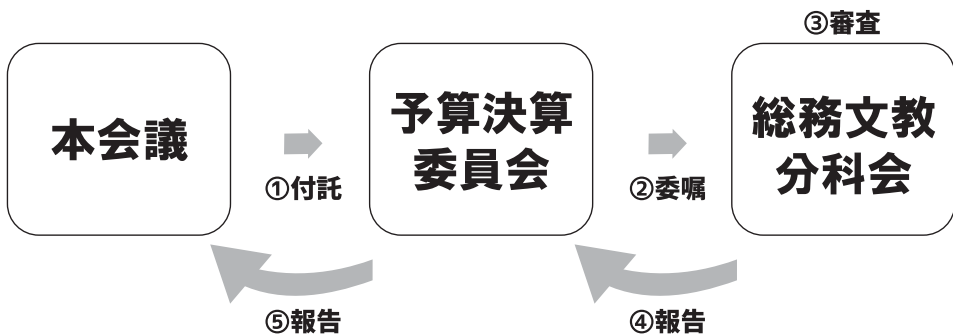 ③審査
本会議
予算決算
委員会
総務文教
分科会
①付託
②委嘱
⑤報告
④報告